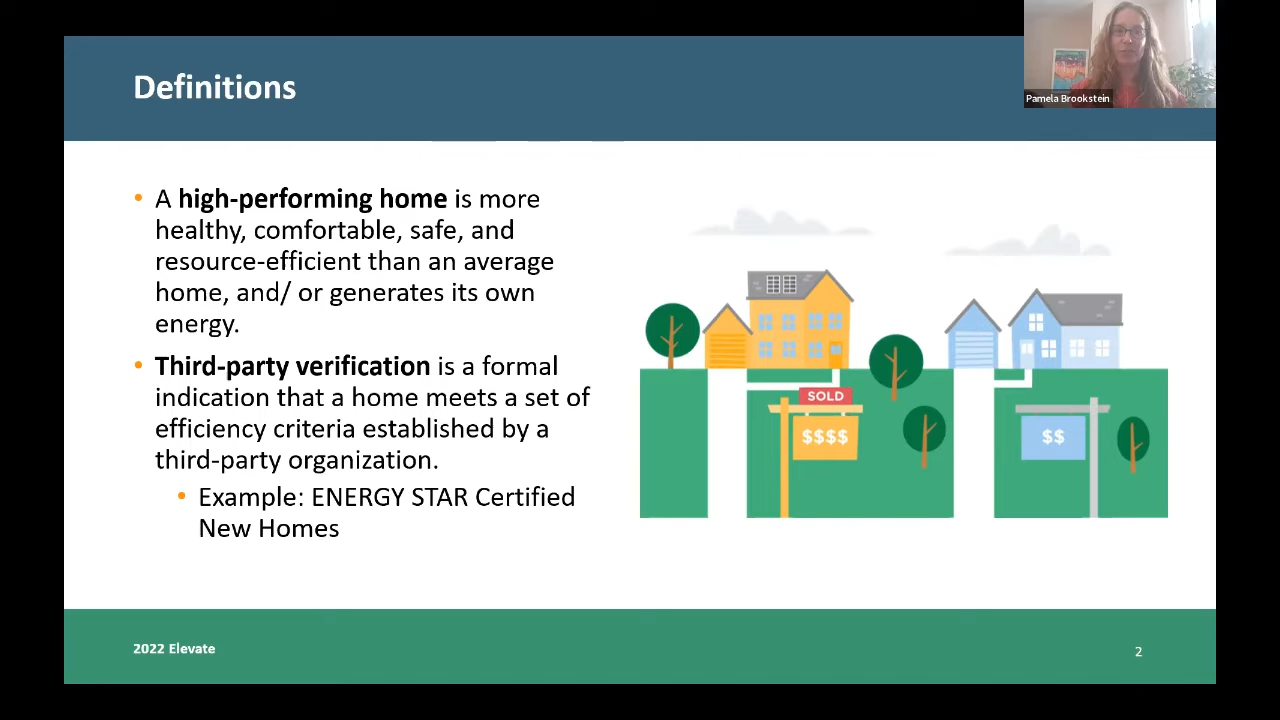 Definitions
Pamela Brookstein
• A high-performing home is more
healthy, comfortable, safe, and
resource-efficient than an average
home, and/ or generates its own
energy.
• Third-party verification is a formal
indication that a home meets a set of
efficiency criteria established by a
third-party organization.
• Example: ENERGY STAR Certified
New Homes
SOLD
$$$$
$$
2022 Elevate
2